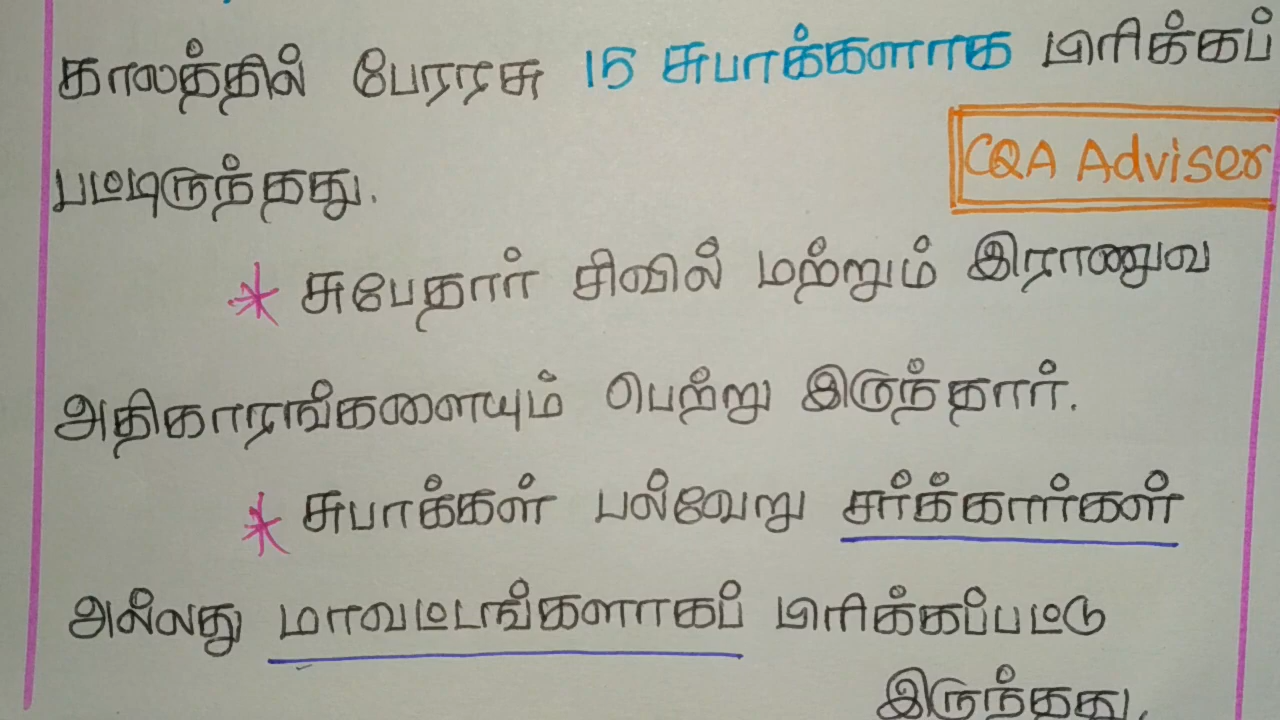 காலத்தில் பேரரசு 15 சுபாக்களாக பிரிக்கப்
CQA Adviser
பட்டிருந்தது.
* சுபேதார் சிவில் மற்றும் இராணுவ
அதிகாரங்களையும் பெற்று இருந்தார்.
* சுபாக்கள் பல்வேறு சர்க்கார்கள்
அல்லது மாவட்டங்களாகப் பிரிக்கப்பட்டு
இருந்தது.